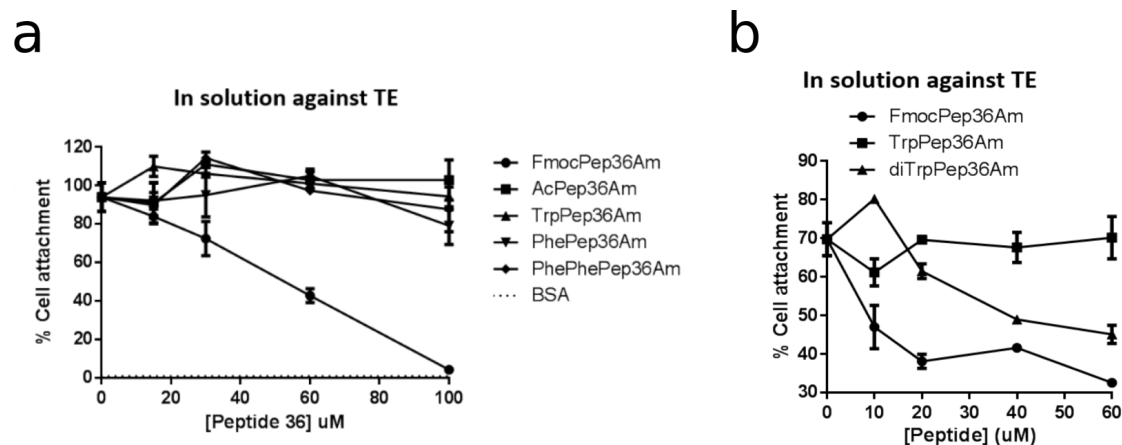 a
In solution against TE
% Cell attachment
120
100
80
60
40
20
0
0 20 40 60 80 100
[Peptide 36] uM
FmocPep36Am
AcPep36Am
TrpPep36Am
PhePep36Am
PhePhePep36Am
BSA
b
In solution against TE
FmocPep36Am
TrpPep36Am
diTrpPep36Am
% Cell attachment
90
80
70
60
50
40
30
0 10 20 30 40 50 60
[Peptide] (uM)